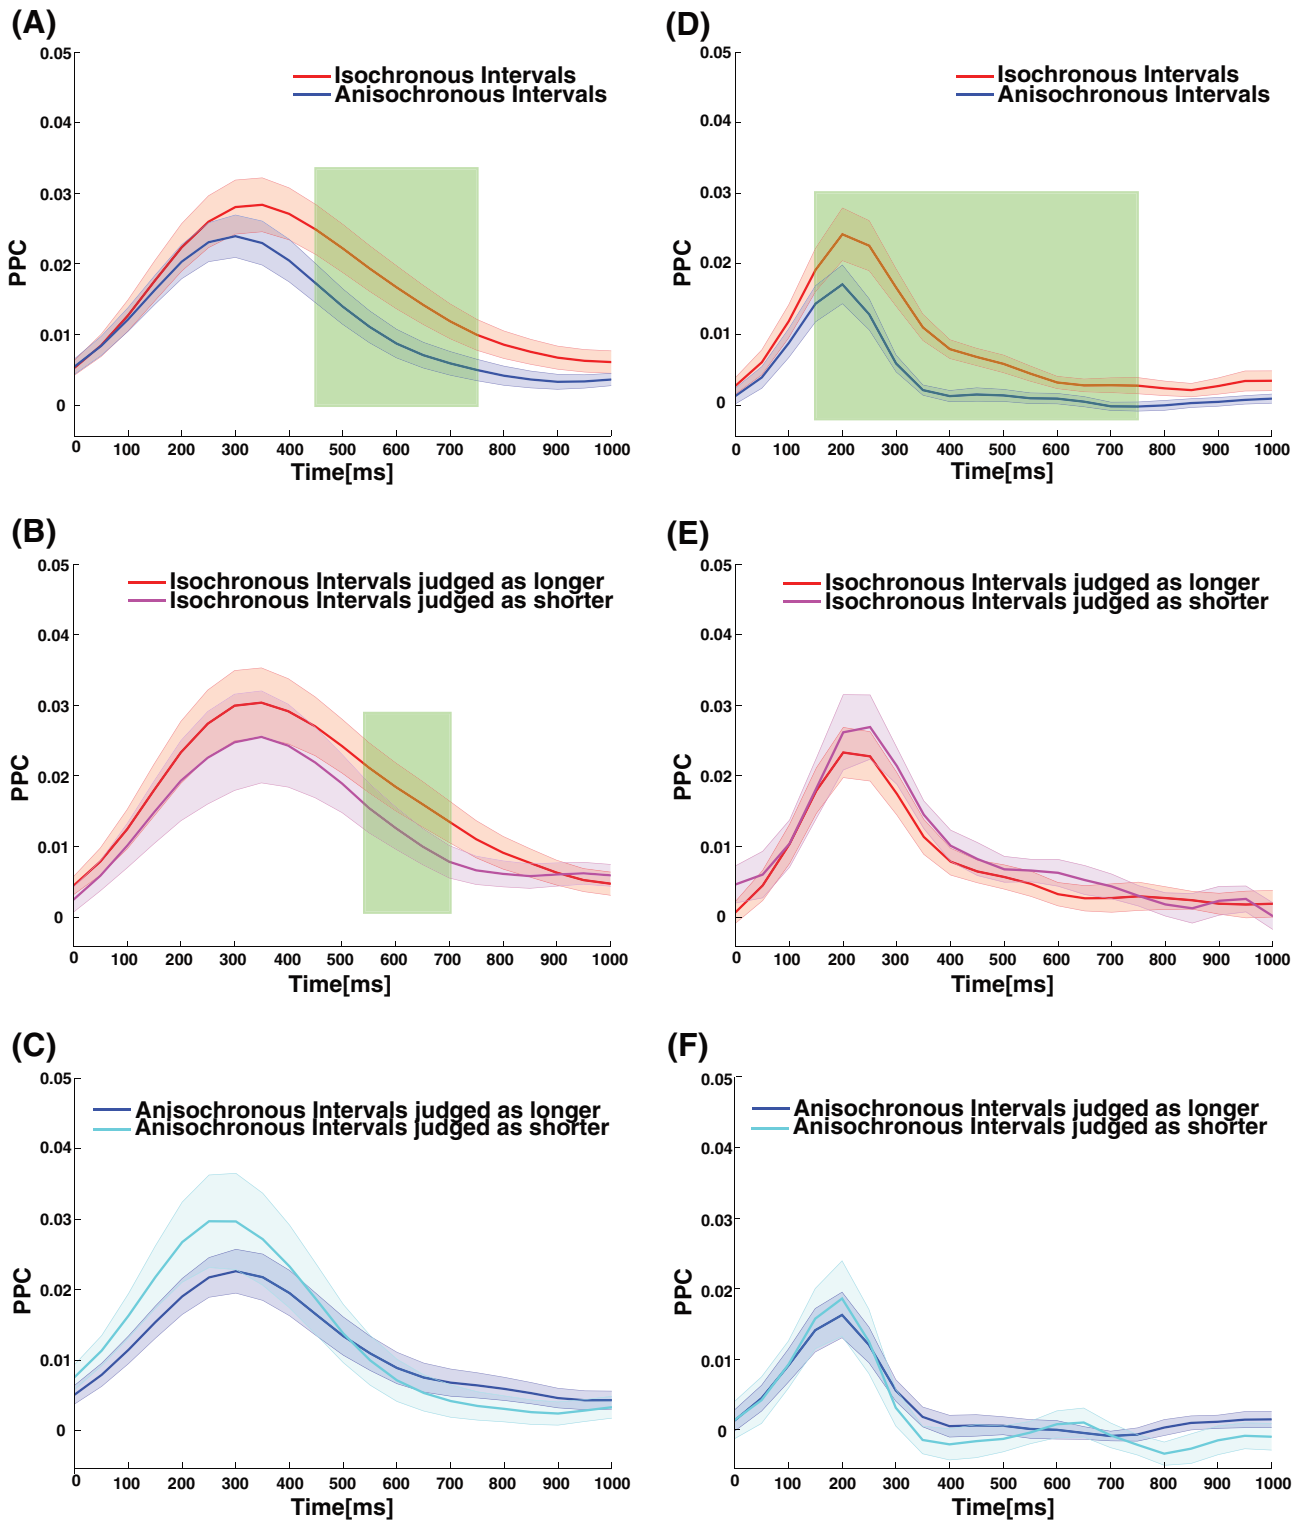 (A)
0.05
0.04
0.03
0.02
0.01
0
PPC
Isochronous Intervals
Anisochronous Intervals
0 100 200 300 400 500 600 700 800 900 1000
Time[ms]
(D)
0.05
0.04
0.03
0.02
0.01
0
PPC
Isochronous Intervals
Anisochronous Intervals
0 100 200 300 400 500 600 700 800 900 1000
Time[ms]
(B)
0.05
0.04
0.03
0.02
0.01
0
PPC
Isochronous Intervals judged as longer
Isochronous Intervals judged as shorter
0 100 200 300 400 500 600 700 800 900 1000
Time[ms]
(E)
0.05
0.04
0.03
0.02
0.01
0
PPC
Isochronous Intervals judged as longer
Isochronous Intervals judged as shorter
0 100 200 300 400 500 600 700 800 900 1000
Time[ms]
(C)
0.05
0.04
0.03
0.02
0.01
0
PPC
Anisochronous Intervals judged as longer
Anisochronous Intervals judged as shorter
0 100 200 300 400 500 600 700 800 900 1000
Time[ms]
(F)
0.05
0.04
0.03
0.02
0.01
0
PPC
Anisochronous Intervals judged as longer
Anisochronous Intervals judged as shorter
0 100 200 300 400 500 600 700 800 900 1000
Time[ms]